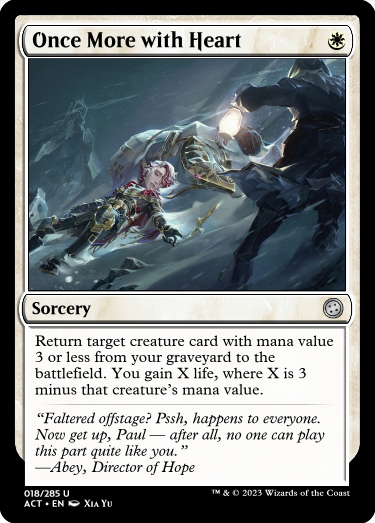 Once More with Heart
Sorcery
Return target creature card with mana value
3 or less from your graveyard to the
battlefield. You gain X life, where X is 3
minus that creature's mana value.
“Faltered offstage? Pssh, happens to everyone.
Now get up, Paul — after all, no one can play
this part quite like you.”
—Abey, Director of Hope
018/285 U
ACT • EN Xia Yu
™ & © 2023 Wizards of the Coast